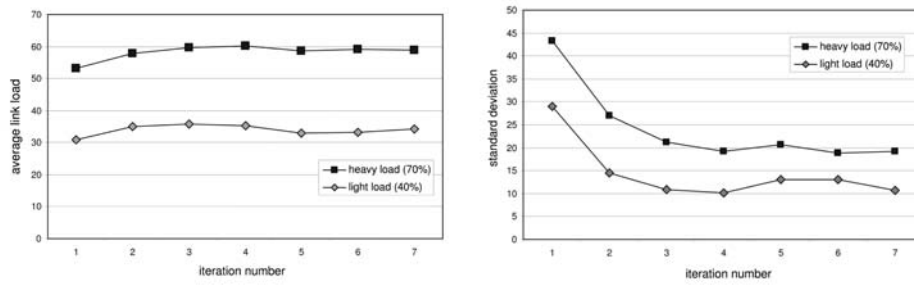 70
60
50
40
30
20
10
0
average link load
heavy load (70%)
light load (40%)
1 2 3 4 5 6 7
iteration number
50
45
40
35
30
25
20
15
10
5
0
standard deviation
heavy load (70%)
light load (40%)
1 2 3 4 5 6 7
iteration number